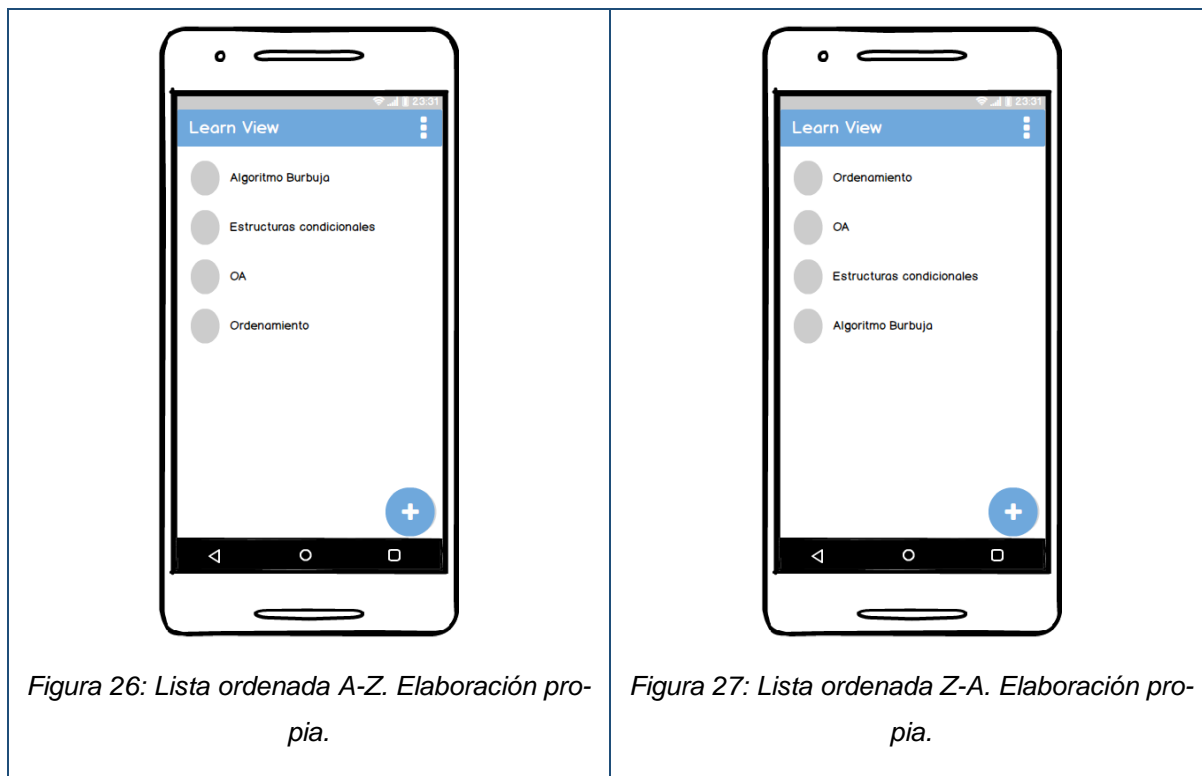 23:31
Learn View
Algoritmo Burbuja
Estructuras condicionales
OA
Ordenamiento
Figura 26: Lista ordenada A-Z. Elaboración pro-
pia.
23:31
Learn View
Ordenamiento
OA
Estructuras condicionales
Algoritmo Burbuja
Figura 27: Lista ordenada Z-A. Elaboración pro-
pia.